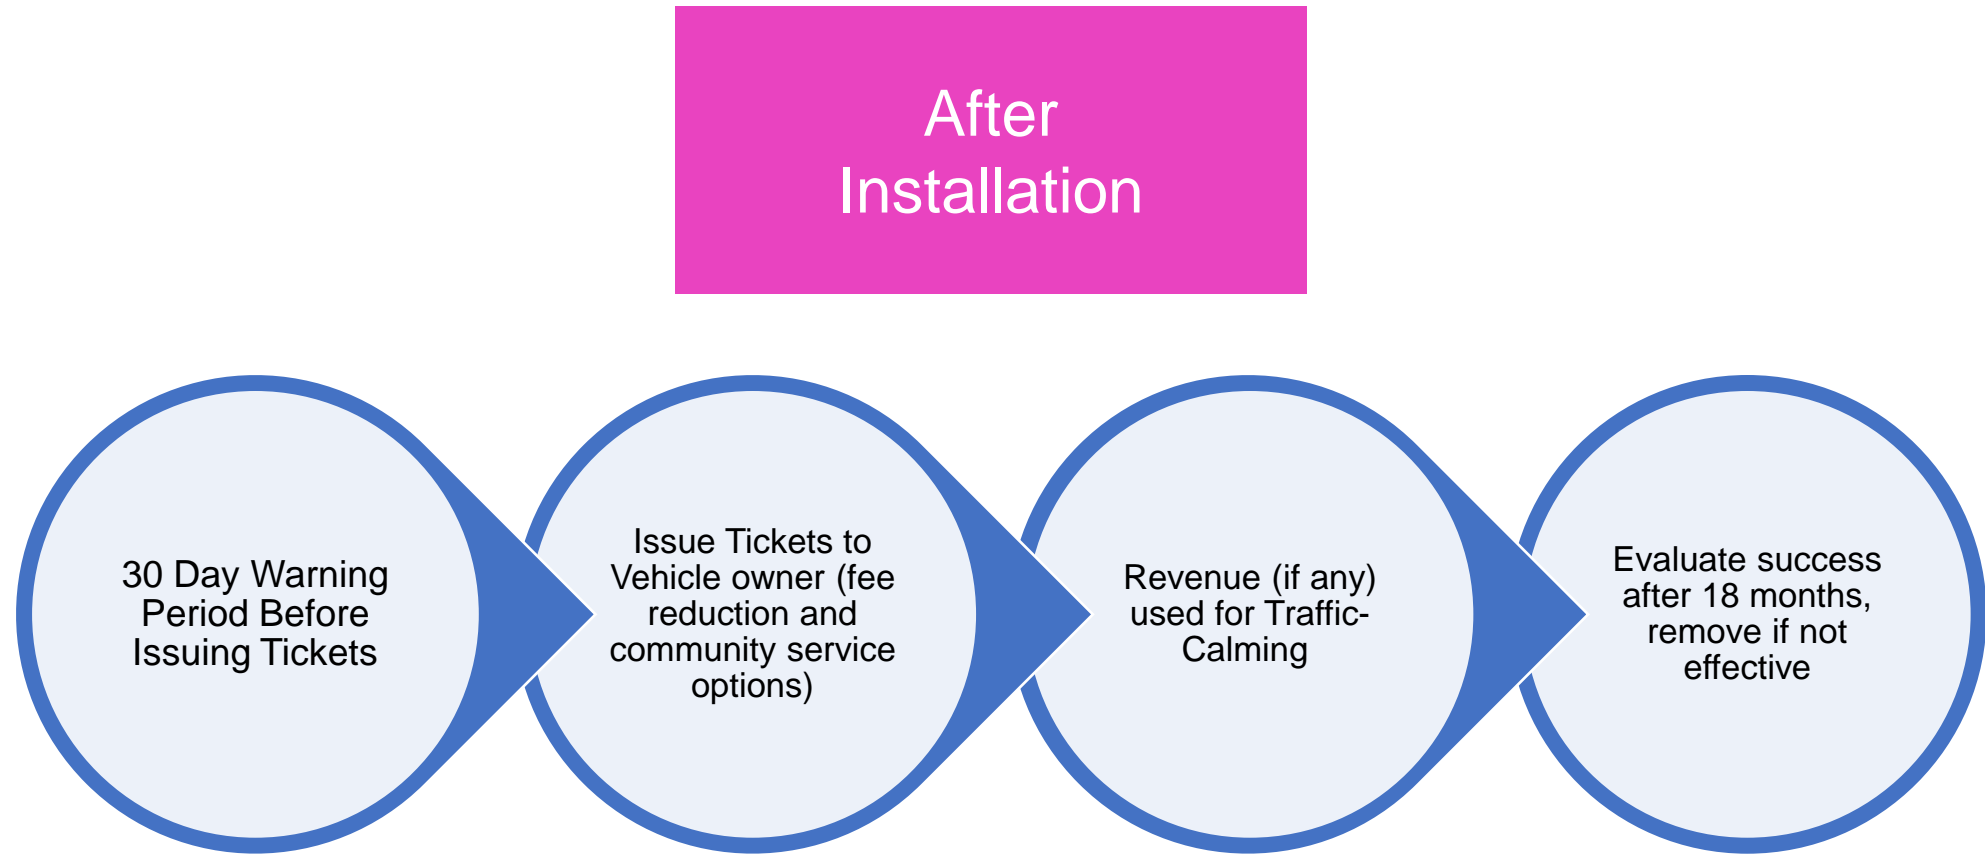 After
Installation
30 Day Warning
Period Before
Issuing Tickets
Issue Tickets to
Vehicle owner (fee
reduction and
community service
options)
Revenue (if any)
used for Traffic-
Calming
Evaluate success
after 18 months,
remove if not
effective